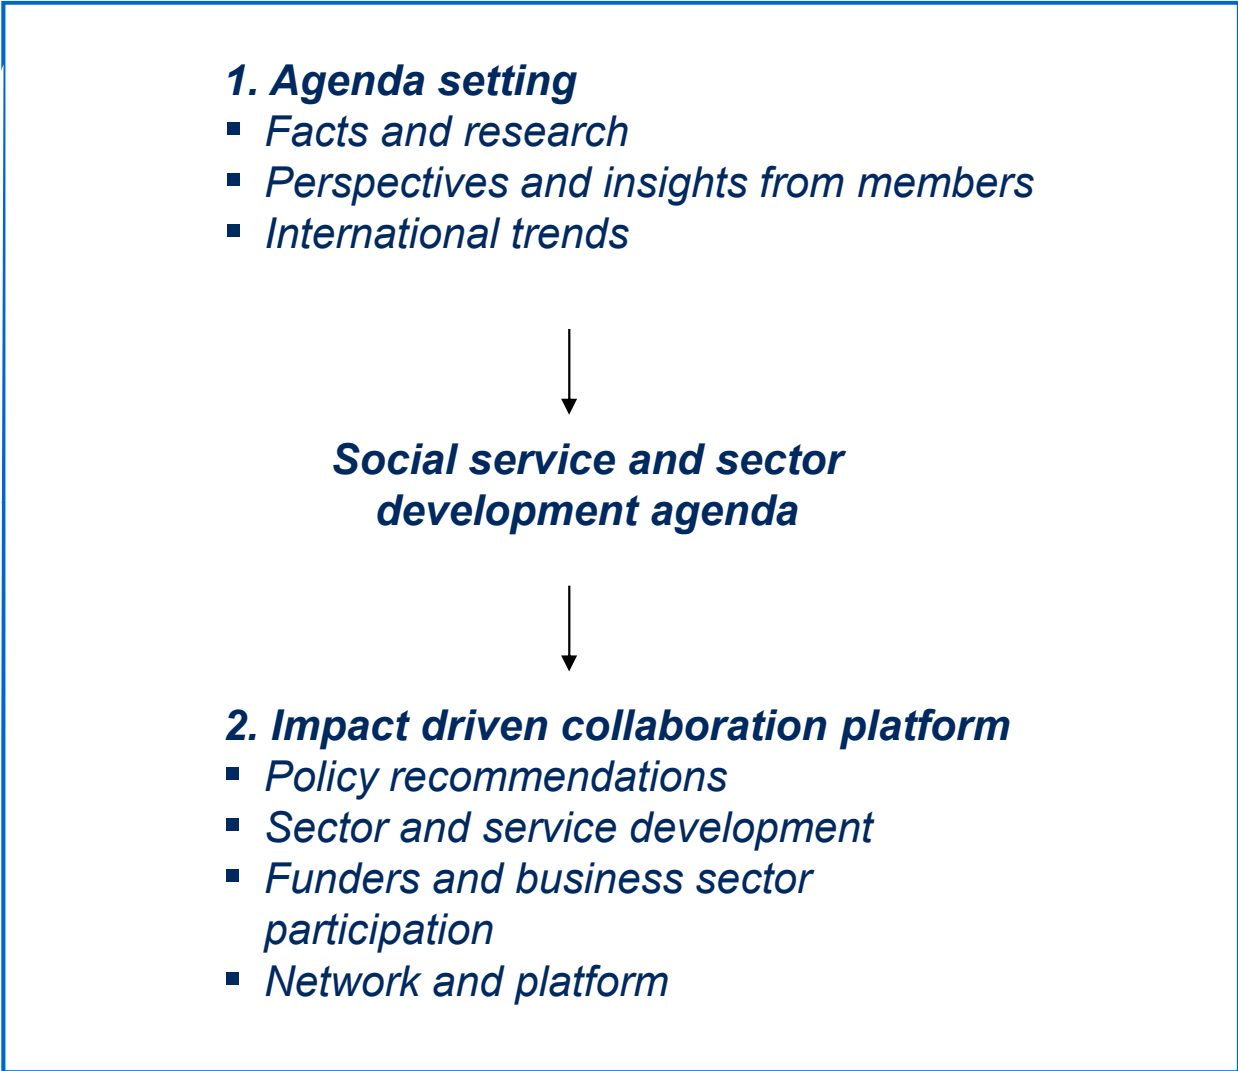 1. Agenda setting
▪ Facts and research
▪ Perspectives and insights from members
▪ International trends
Social service and sector
development agenda
2. Impact driven collaboration platform
▪ Policy recommendations
▪ Sector and service development
▪ Funders and business sector
participation
▪ Network and platform